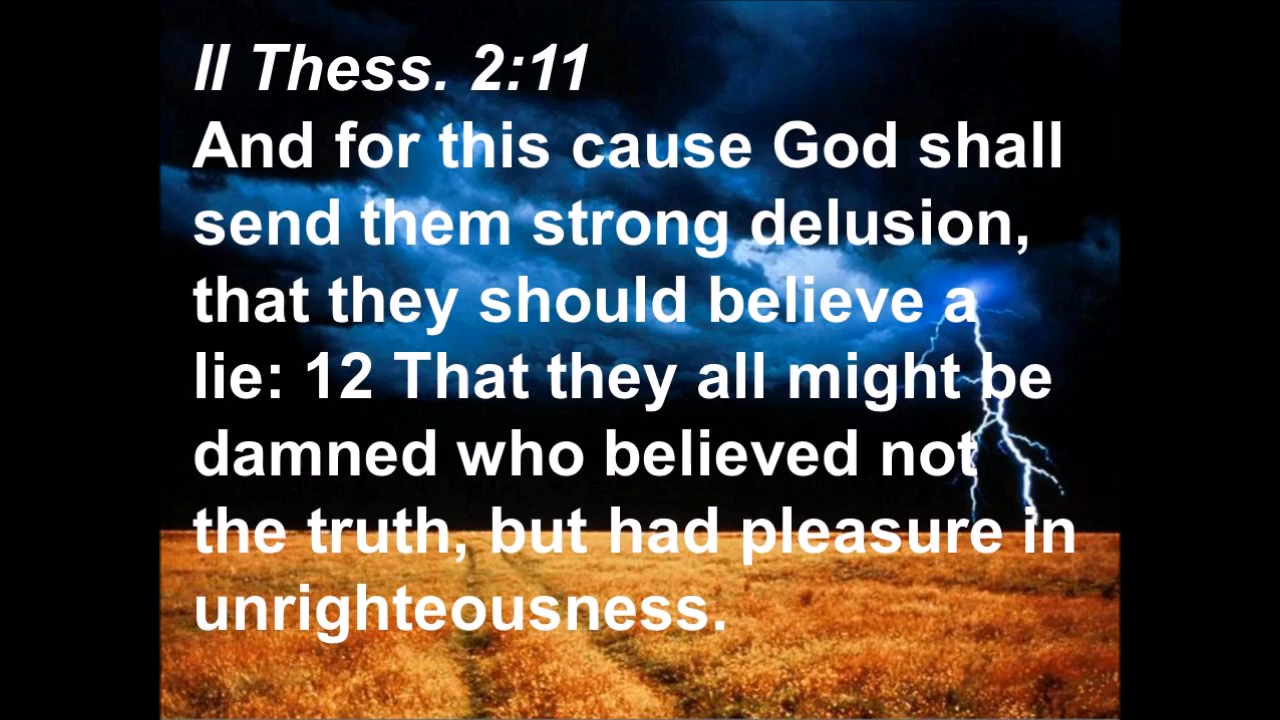 II Thess. 2:11
And for this cause God shall
send them strong delusion,
that they should believe a
lie: 12 That they all might be
damned who believed not
the truth, but had pleasure in
unrighteousness.